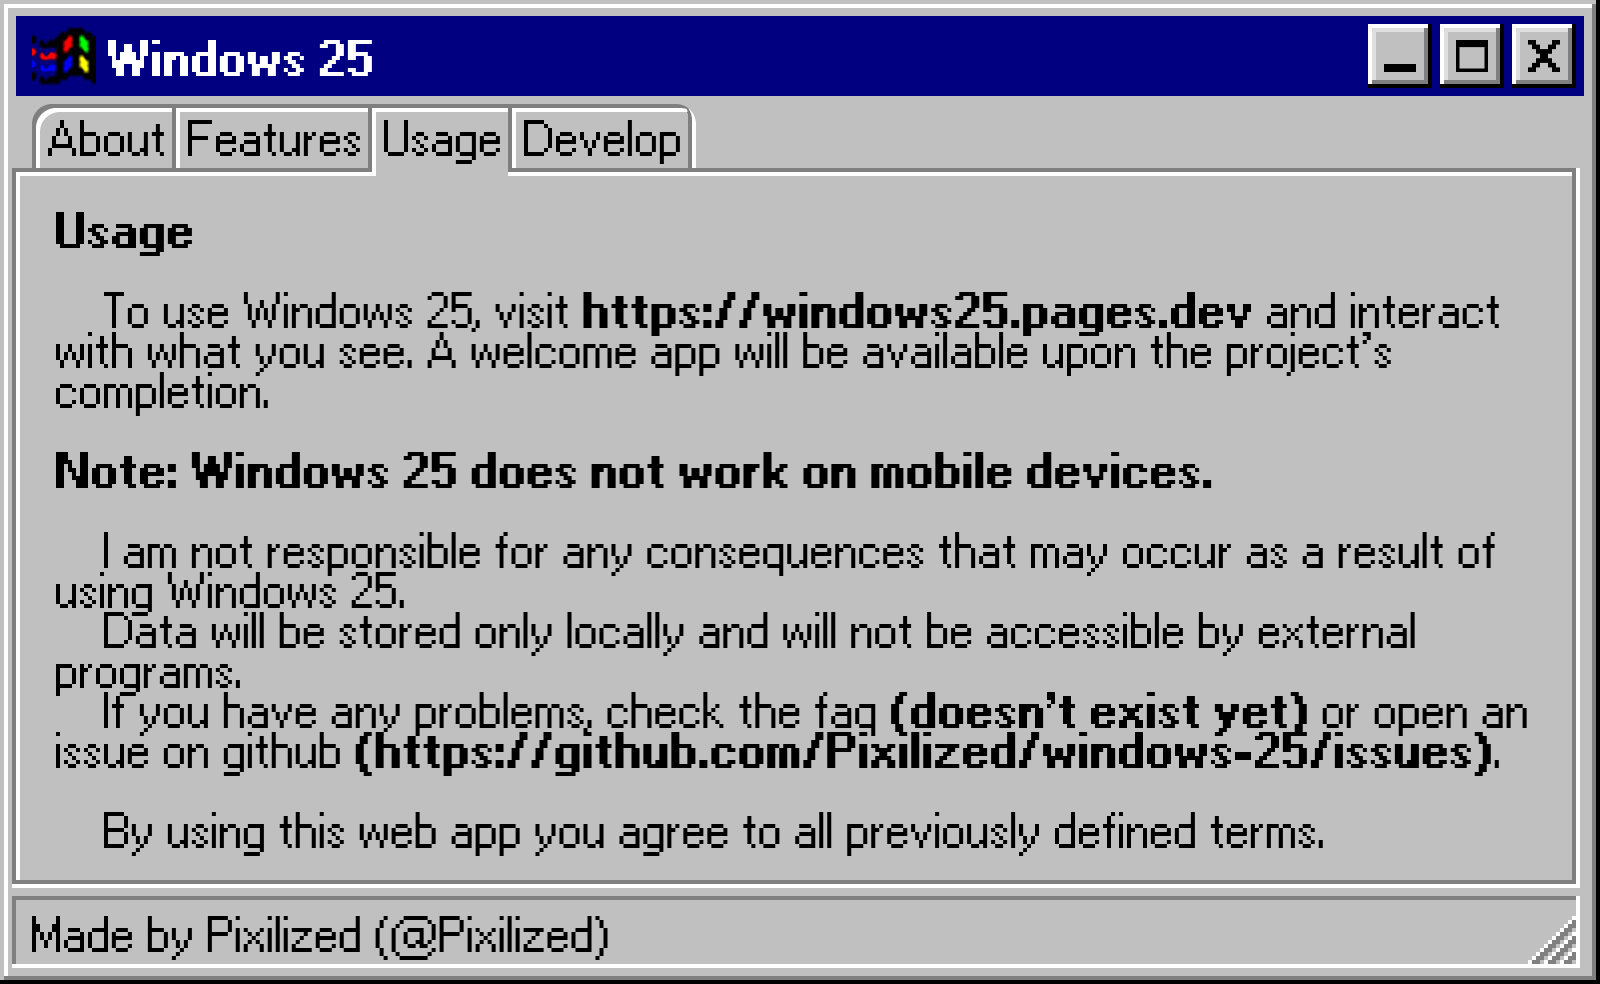 Windows 25
About Features Usage Develop
Usage
To use Windows 25, visit https://windows25.pages.dev and interact
with what you see. A welcome app will be available upon the project's
completion.
Note: Windows 25 does not work on mobile devices.
I am not responsible for any consequences that may occur as a result of
using Windows 25.
Data will be stored only locally and will not be accessible by external
programs.
If you have any problems, check the faq (doesn't exist yet) or open an
issue on github (https://github.com/Pixilized/windows-25/issues).
By using this web app you agree to all previously defined terms.
Made by Pixilized (@Pixilized)